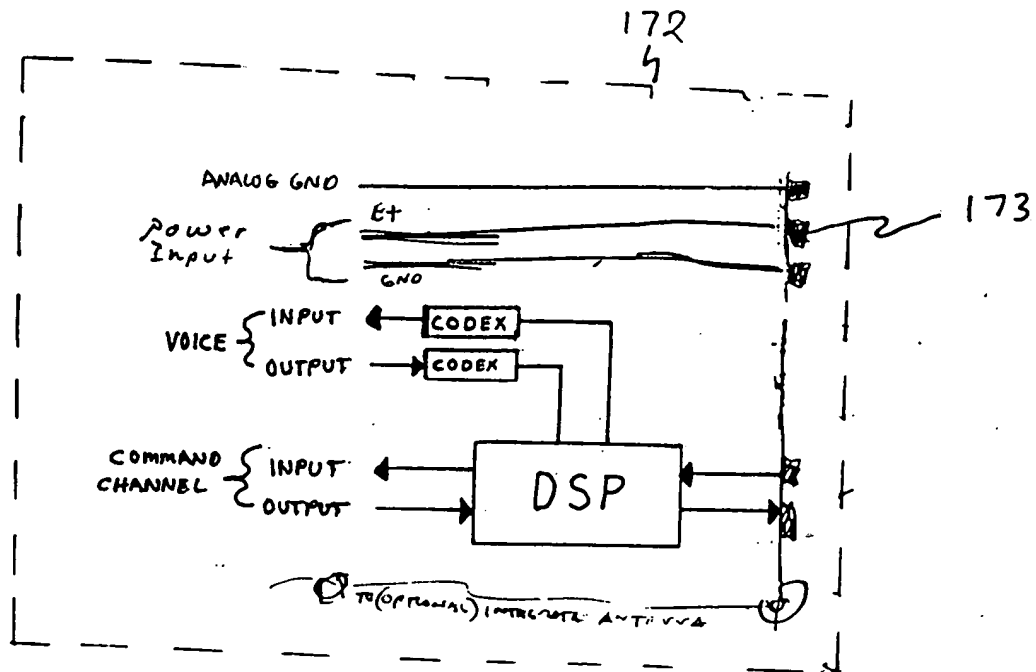 172
ANALOG GND
173
E+
Power
Input
GND
INPUT
CODEX
VOICE
OUTPUT
CODEX
COMMAND
CHANNEL
INPUT
OUTPUT
DSP
TO (OPTIONAL) INTEGRATE ANTENNA